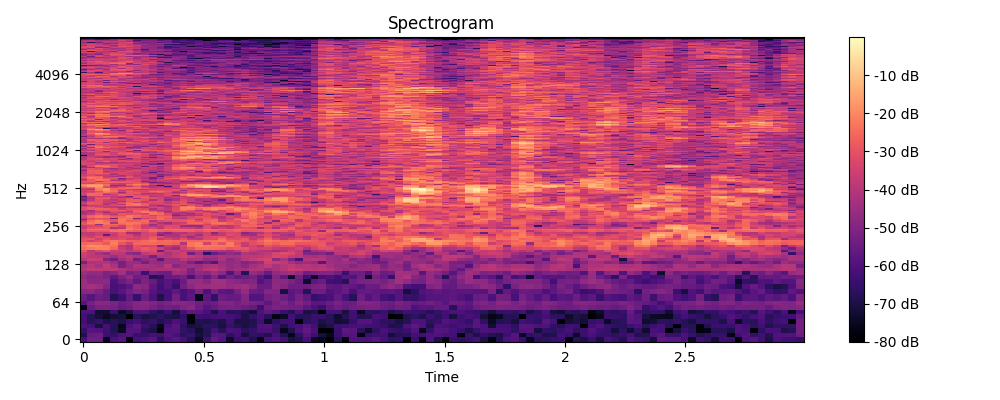 Spectrogram
4096
2048
1024
512
256
128
64
0
Hz
0
0.5
1
1.5
2
2.5
Time
-10 dB
-20 dB
-30 dB
-40 dB
-50 dB
-60 dB
-70 dB
-80 dB